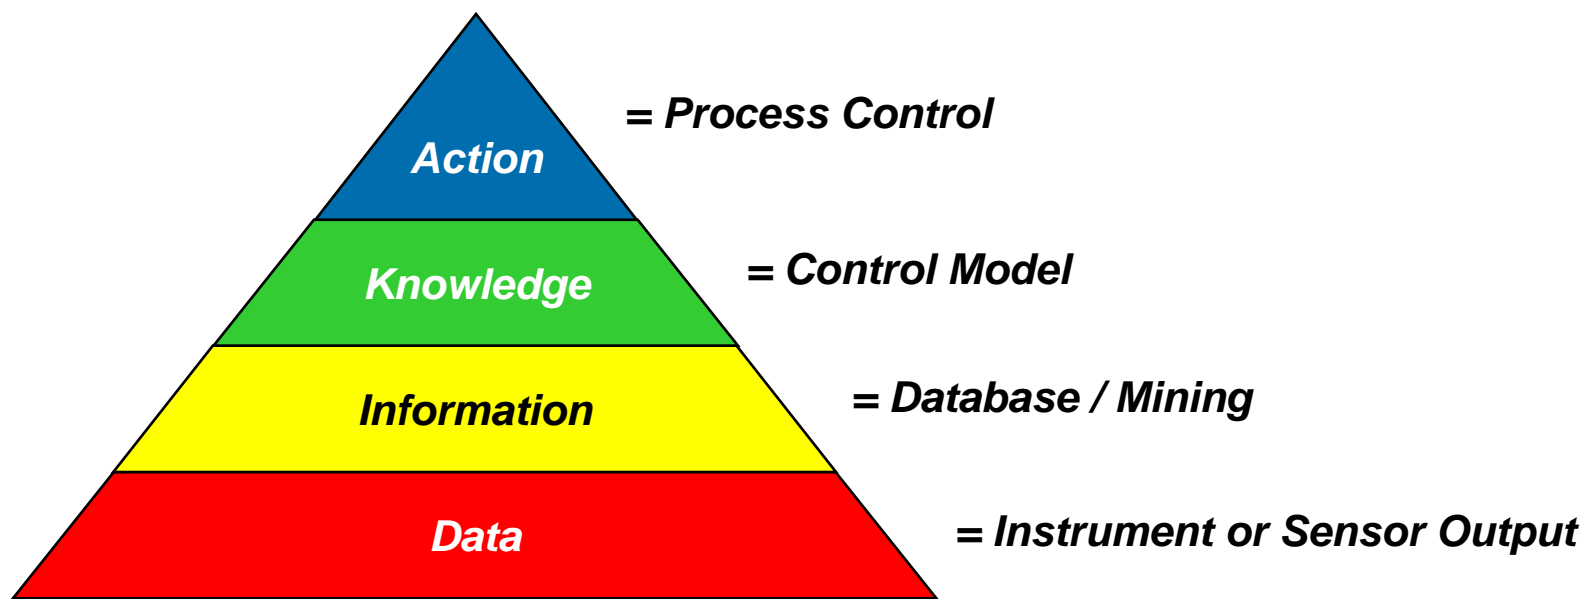 = Process Control
Action
= Control Model
Knowledge
= Database / Mining
Information
= Instrument or Sensor Output
Data